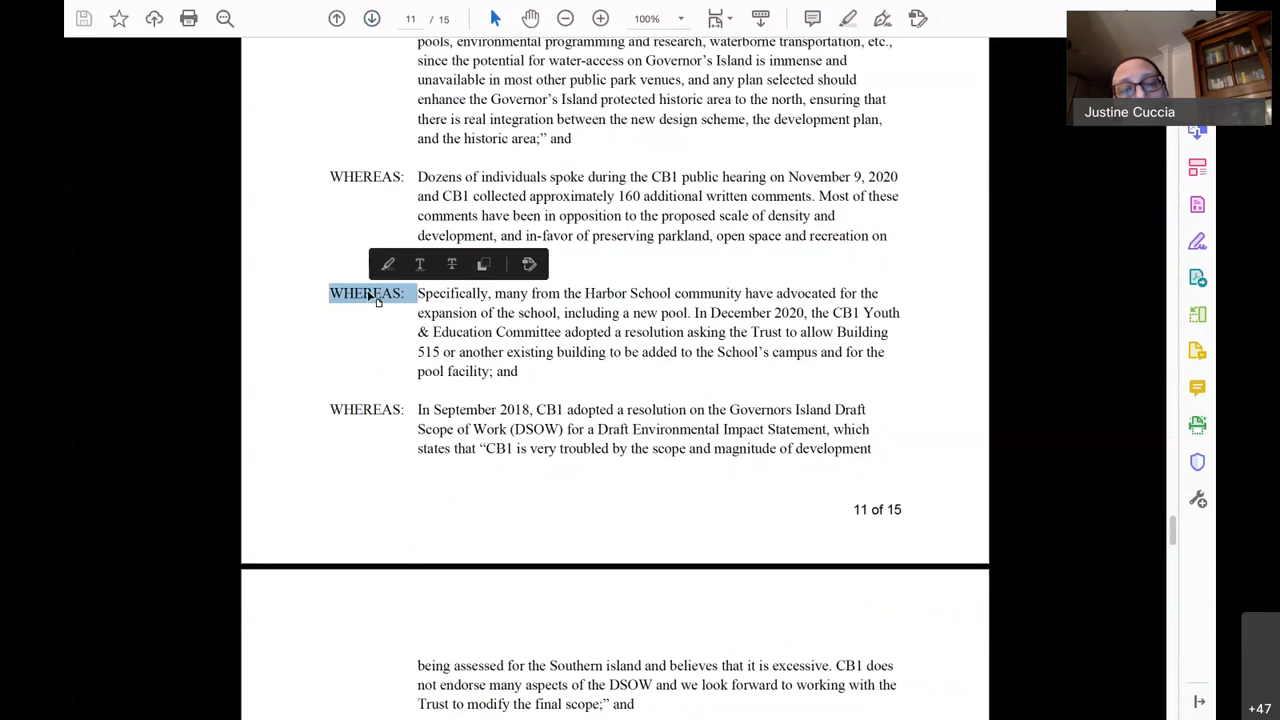 11 / 15
100%
Justine Cuccia
pools, environmental programming and research, waterborne transportation, etc.,
since the potential for water-access on Governor's Island is immense and
unavailable in most other public park venues, and any plan selected should
enhance the Governor's Island protected historic area to the north, ensuring that
there is real integration between the new design scheme, the development plan,
and the historic area;” and
WHEREAS: Dozens of individuals spoke during the CB1 public hearing on November 9, 2020
and CB1 collected approximately 160 additional written comments. Most of these
comments have been in opposition to the proposed scale of density and
development, and in-favor of preserving parkland, open space and recreation on
WHEREAS: Specifically, many from the Harbor School community have advocated for the
expansion of the school, including a new pool. In December 2020, the CB1 Youth
& Education Committee adopted a resolution asking the Trust to allow Building
515 or another existing building to be added to the School's campus and for the
pool facility; and
WHEREAS: In September 2018, CB1 adopted a resolution on the Governors Island Draft
Scope of Work (DSOW) for a Draft Environmental Impact Statement, which
states that “CB1 is very troubled by the scope and magnitude of development
11 of 15
being assessed for the Southern island and believes that it is excessive. CB1 does
not endorse many aspects of the DSOW and we look forward to working with the
Trust to modify the final scope;” and
+47